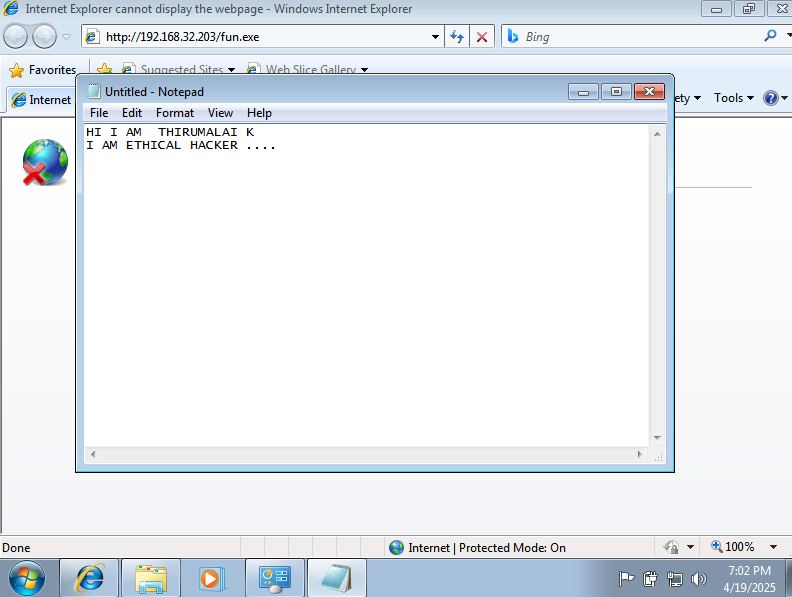 Internet Explorer cannot display the webpage - Windows Internet Explorer
http://192.168.32.203/fun.exe
Bing
Favorites
Suggested Sites
Web Slice Gallery
Internet
ety
Tools
Untitled - Notepad
File Edit Format View Help
HI I AM  THIRUMALAI K
I AM ETHICAL HACKER ....
Done
Internet | Protected Mode: On
100%
7:02 PM
4/19/2025